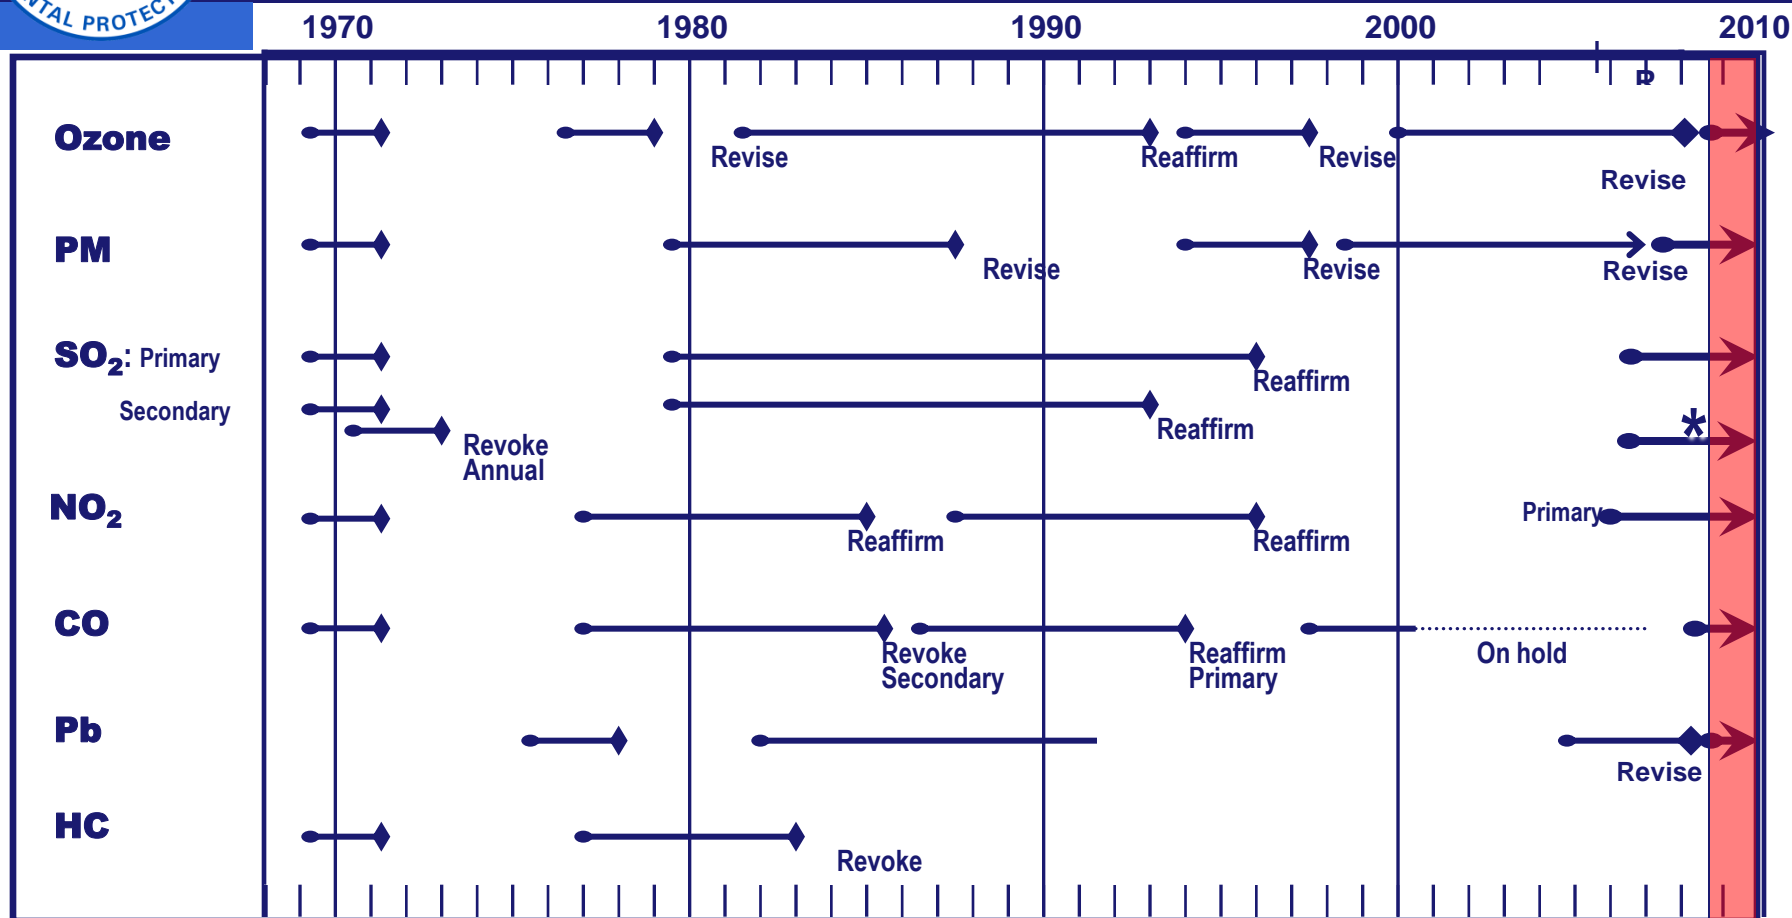 NTAL PROTEC
1970 1980 1990 2000 2010
Ozone
Revise Reaffirm Revise
Revise
PM
Revise Revise Revise
SO₂: Primary
Reaffirm
Secondary
*
Reaffirm
Revoke
Annual
NO₂
Primary
Reaffirm Reaffirm
CO
Revoke Reaffirm On hold
Secondary Primary
Pb
Revise
HC
Revoke